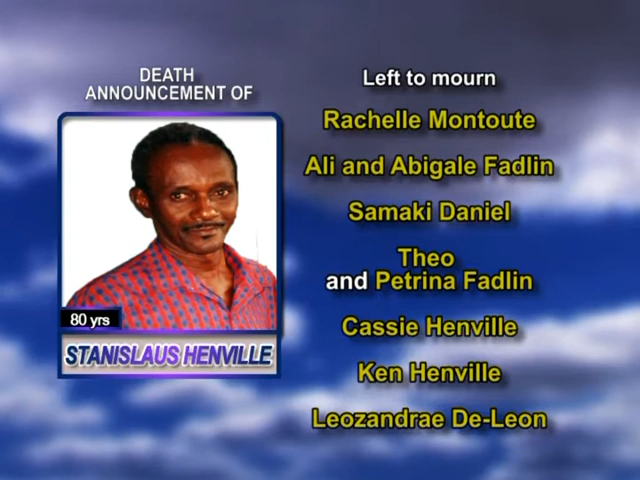 DEATH
ANNOUNCEMENT OF
80 yrs
STANISLAUS HENVILLE
Left to mourn
Rachelle Montoute
Ali and Abigale Fadlin
Samaki Daniel
Theo
and Petrina Fadlin
Cassie Henville
Ken Henville
Leozandrae De-Leon